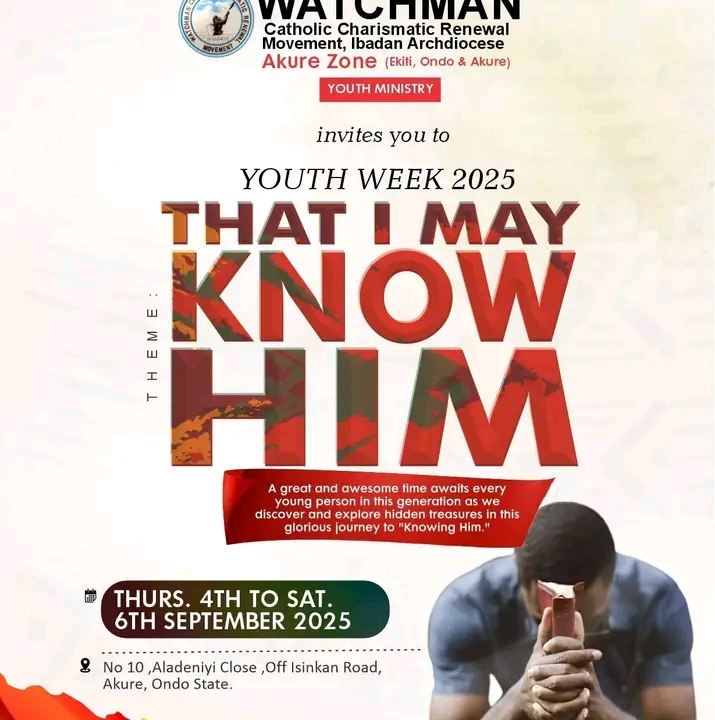 WATCHMAN
Catholic Charismatic Renewal
Movement, Ibadan Archdiocese
Akure Zone (Ekiti, Ondo & Akure)
YOUTH MINISTRY
invites you to
YOUTH WEEK 2025
THEME:
THAT I MAY
KNOW
HIM
A great and awesome time awaits every
young person in this generation as we
discover and explore hidden treasures in this
glorious journey to "Knowing Him."
THURS. 4TH TO SAT.
6TH SEPTEMBER 2025
No 10 ,Aladeniyi Close ,Off Isinkan Road,
Akure, Ondo State.